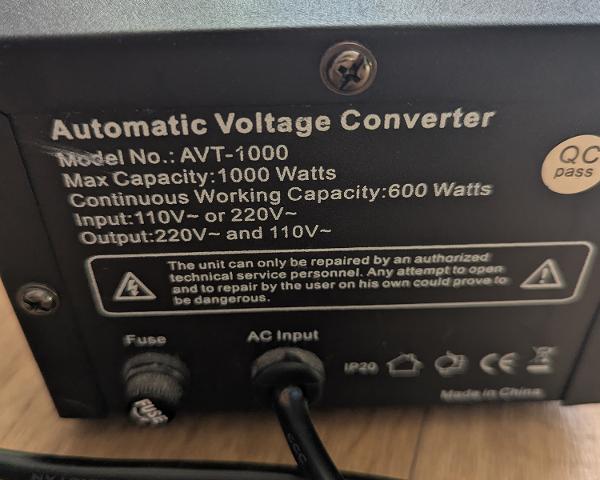 Automatic Voltage Converter
Model No.: AVT-1000
Max Capacity:1000 Watts
Continuous Working Capacity:600 Watts
Input:110V~ or 220V~
Output:220V~ and 110V~
QC
pass
The unit can only be repaired by an authorized
technical service personnel. Any attempt to open
and to repair by the user on his own could prove to
be dangerous.
Fuse
AC Input
FUSE
IP20
CE
Made in China